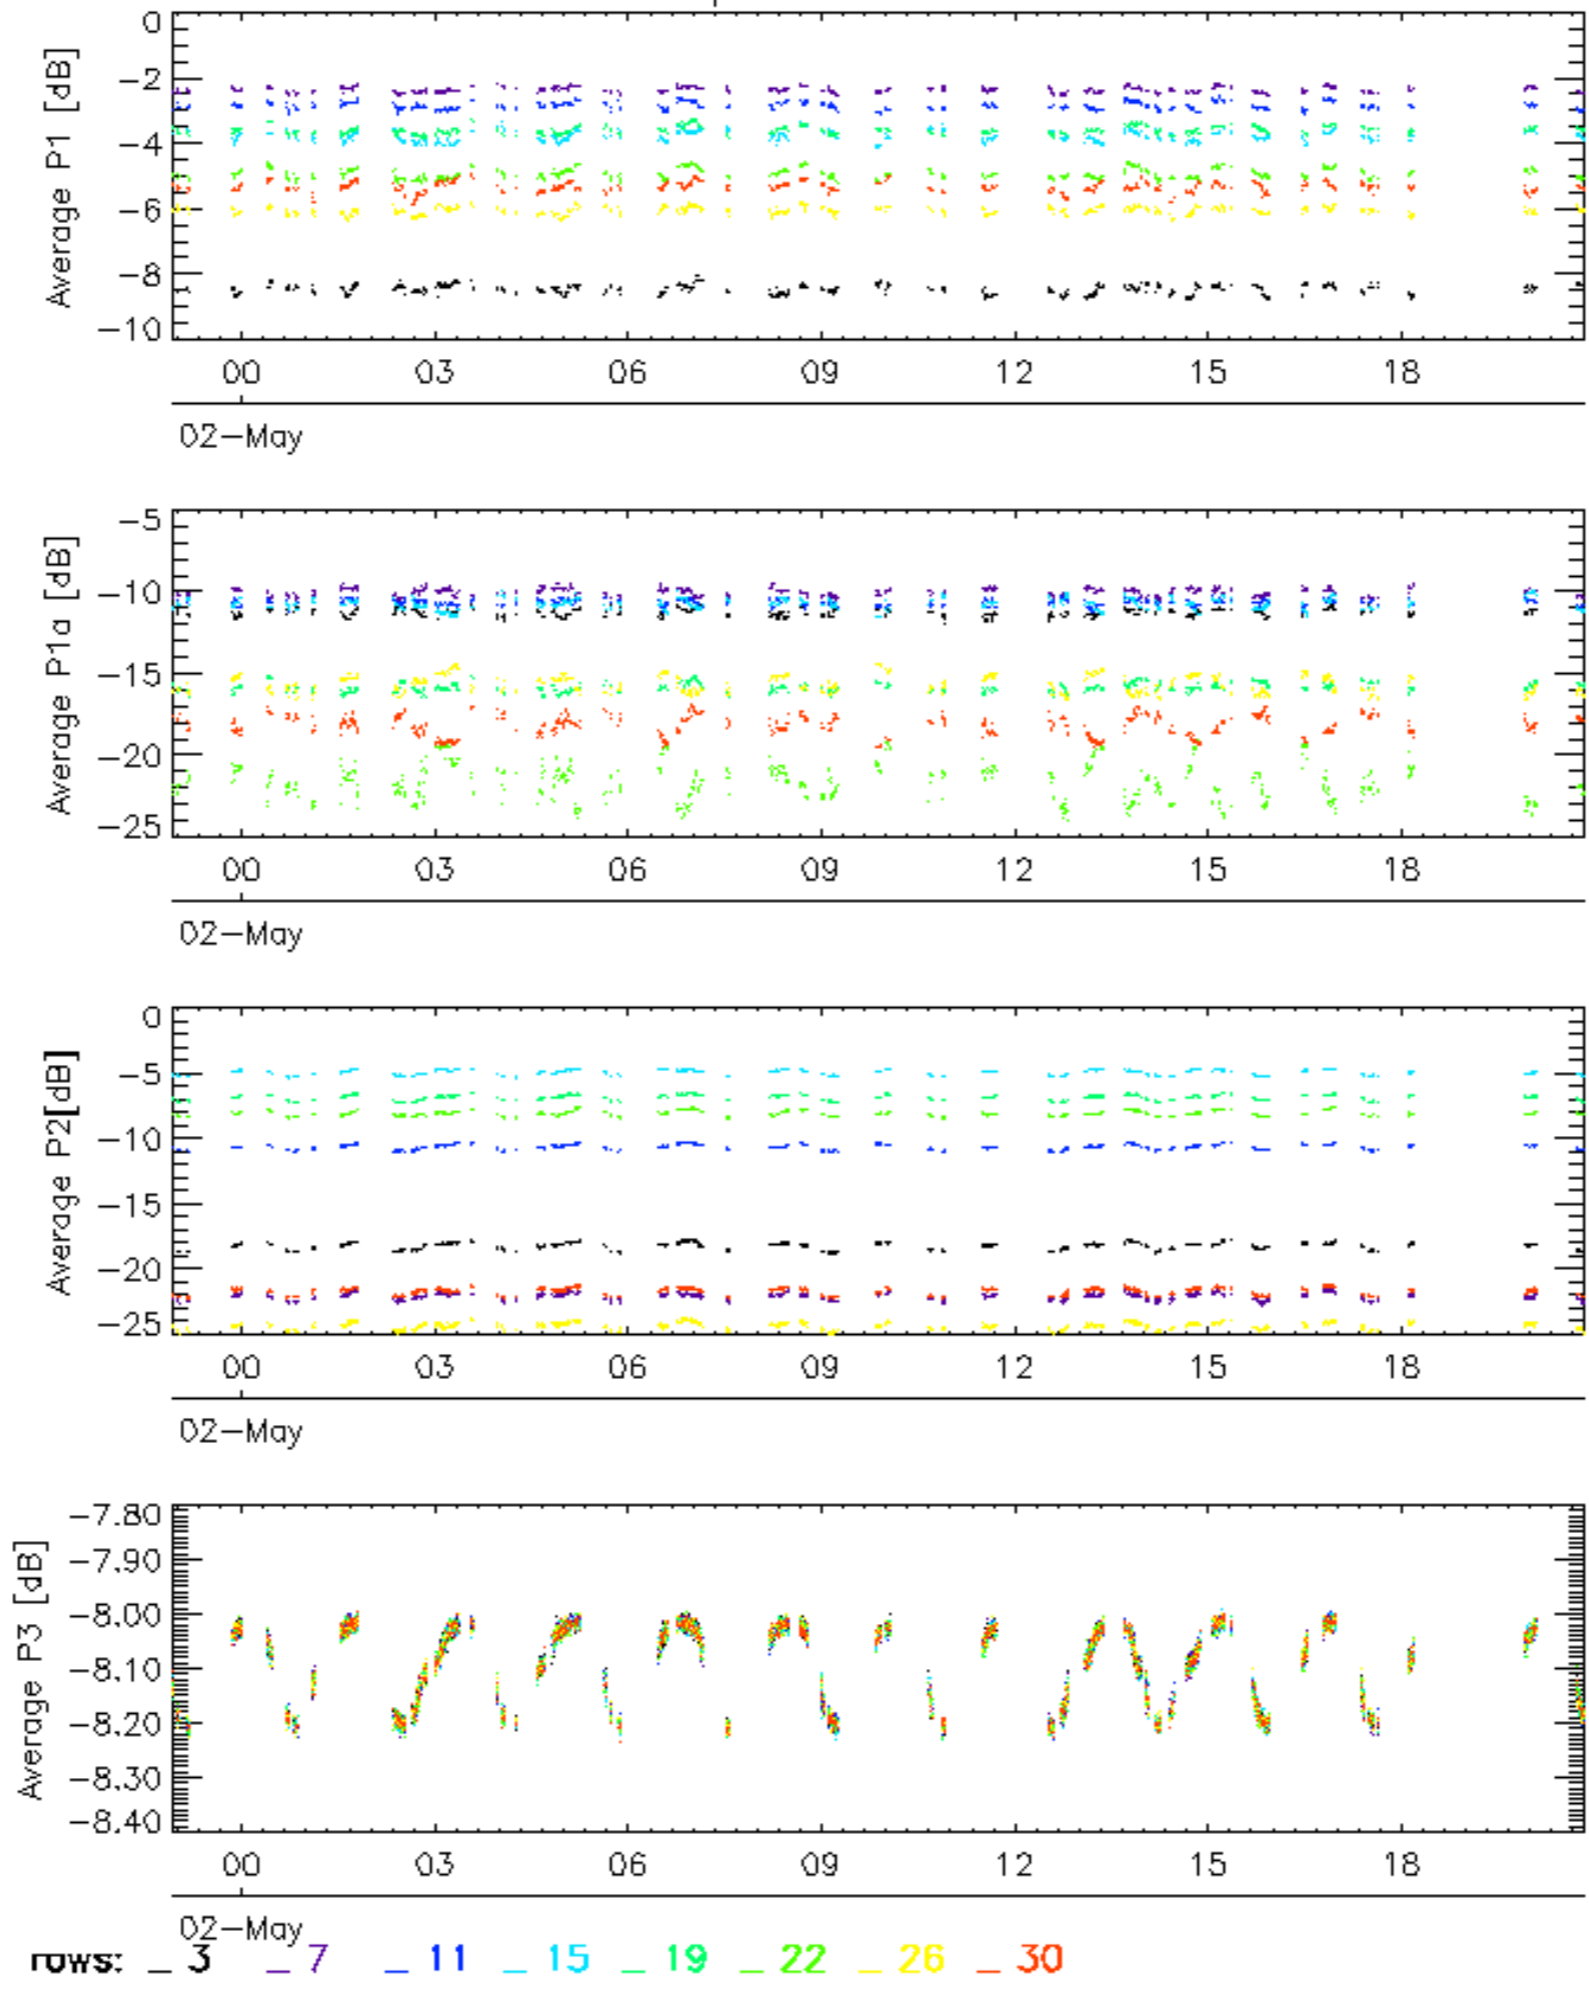 0
-2
-4
-6
-8
-10
Average P1 [dB]
00 03 06 09 12 15 18
02-May
-5
-10
-15
-20
-25
Average P1a [dB]
00 03 06 09 12 15 18
02-May
0
-5
-10
-15
-20
-25
Average P2[dB]
00 03 06 09 12 15 18
02-May
-7.80
-7.90
-8.00
-8.10
-8.20
-8.30
-8.40
Average P3 [dB]
00 03 06 09 12 15 18
02-May
rows: _ 3 _ 7 _ 11 _ 15 _ 19 _ 22 _ 26 _ 30